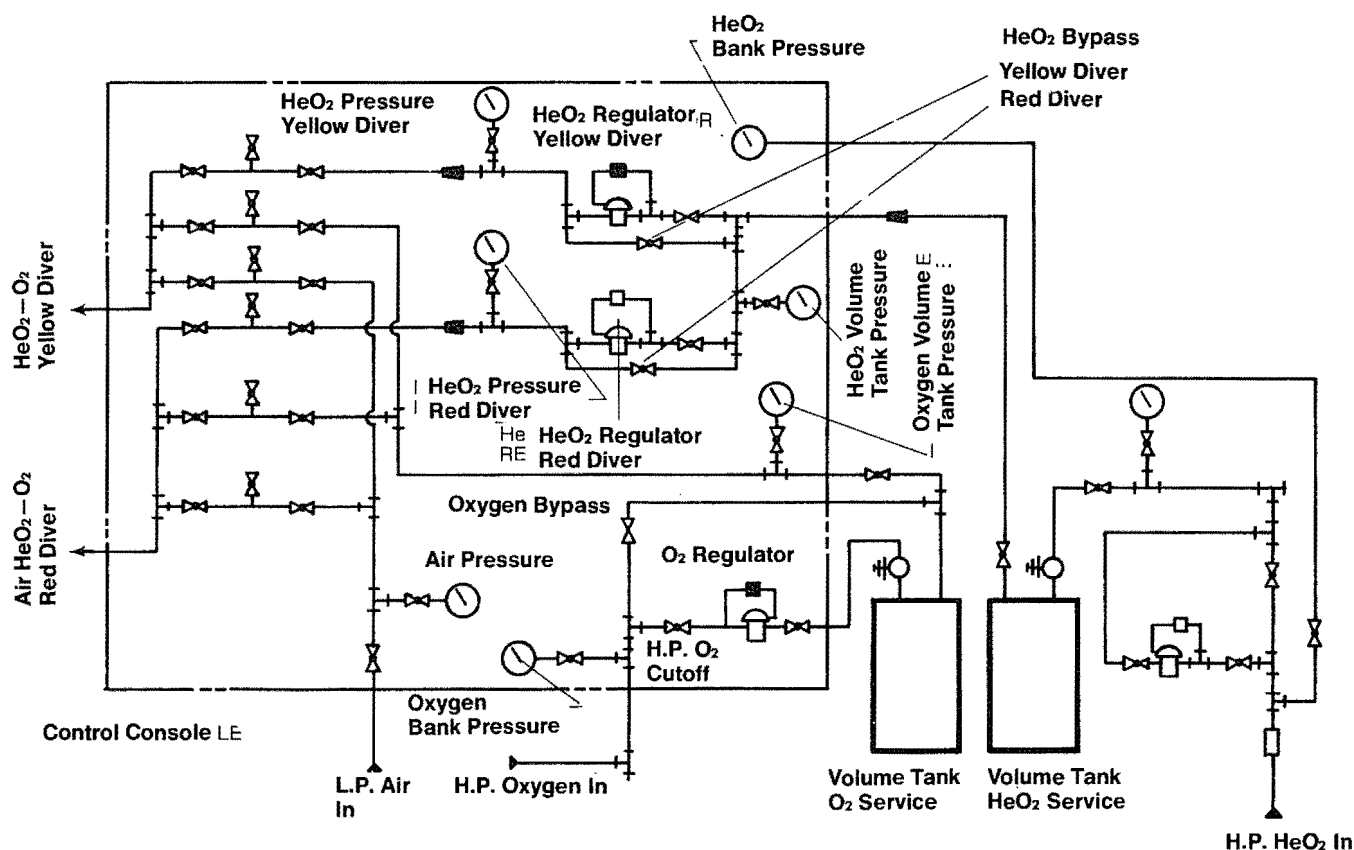 HeO₂
Bank Pressure
HeO₂ Bypass
Yellow Diver
Red Diver
HeO₂ Pressure
Yellow Diver
HeO₂ Regulator R
Yellow Diver
HeO₂—O₂
Yellow Diver
HeO₂ Volume
Tank Pressure
Oxygen Volume E
Tank Pressure
HeO₂ Pressure
Red Diver
He
RE
HeO₂ Regulator
Red Diver
Oxygen Bypass
Air HeO₂—O₂
Red Diver
Air Pressure
O₂ Regulator
H.P. O₂
Cutoff
Oxygen
Bank Pressure
Control Console LE
L.P. Air
In
H.P. Oxygen In
Volume Tank
O₂ Service
Volume Tank
HeO₂ Service
H.P. HeO₂ In